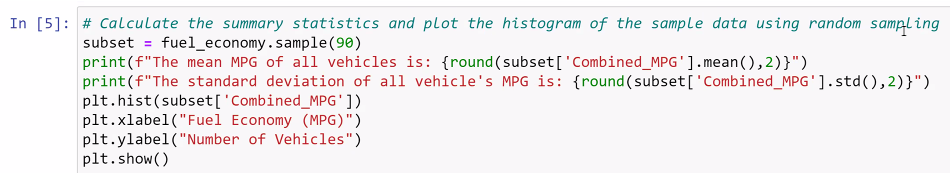 In [5]: # Calculate the summary statistics and plot the histogram of the sample data using random sampling
subset = fuel_economy.sample(90)
print(f"The mean MPG of all vehicles is: {round(subset['Combined_MPG'].mean(),2)}")
print(f"The standard deviation of all vehicle's MPG is: {round(subset['Combined_MPG'].std(),2)}")
plt.hist(subset['Combined_MPG'])
plt.xlabel("Fuel Economy (MPG)")
plt.ylabel("Number of Vehicles")
plt.show()